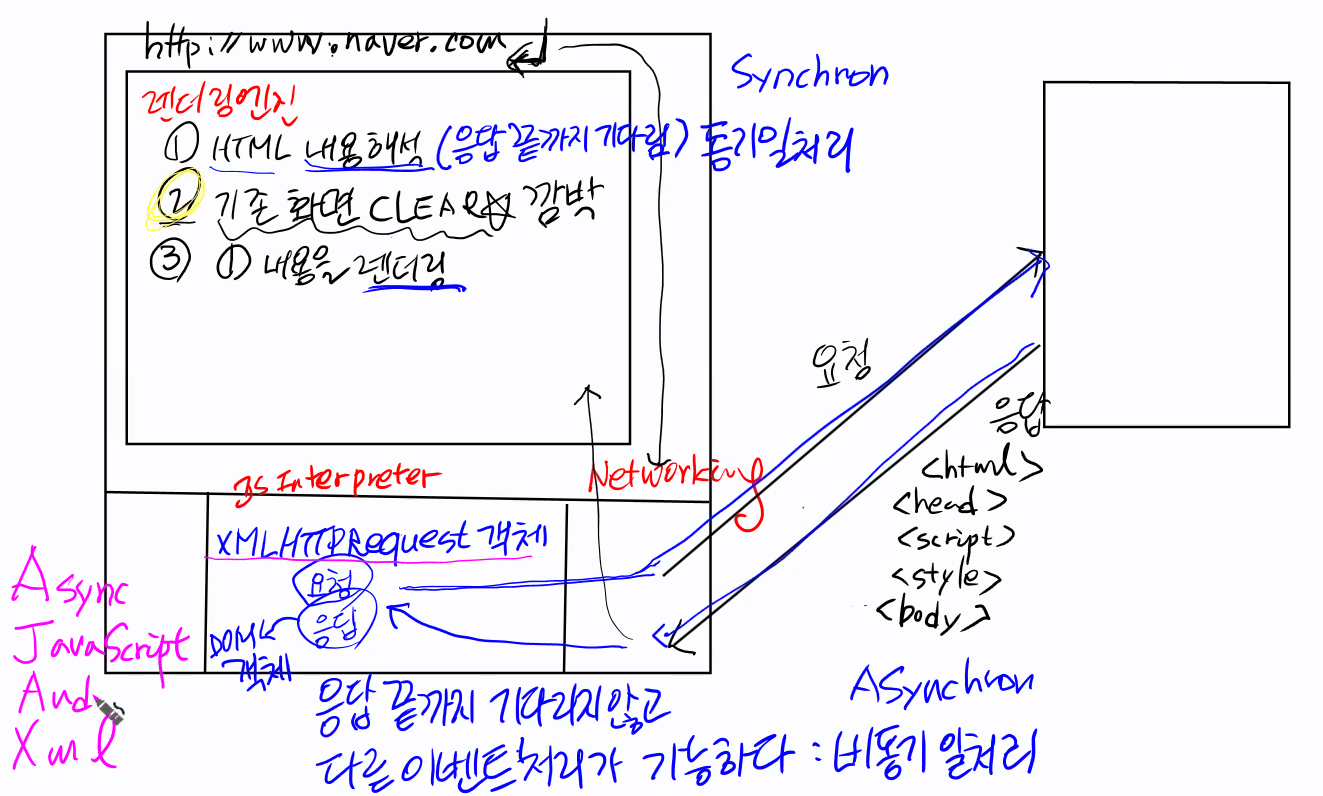 http://www.naver.com
Synchron
렌더링엔진
① HTML 내용해석 (응답 끝까지 기다림) 동기일처리
② 기존 화면 CLEAR☆ 깜박
③ ① 내용을 렌더링
요청
응답
<html>
<head>
<script>
<style>
<body>
JS Interpreter
Networking
XMLHTTPRequest 객체
요청
응답
DOM
객체
Async
JavaScript
And
Xml
ASynchron
응답 끝까지 기다리지않고
다른이벤트처리가 가능하다 : 비동기 일처리